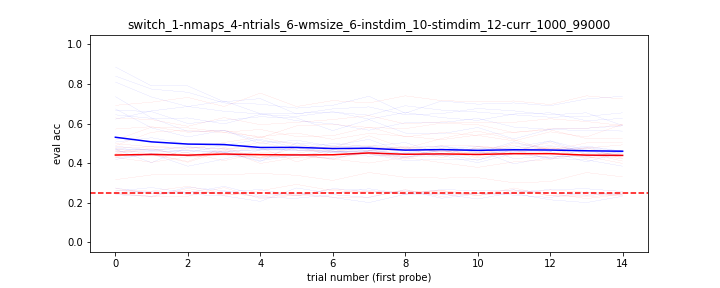 switch_1-nmaps_4-ntrials_6-wmsize_6-instdim_10-stimdim_12-curr_1000_99000
1.0
0.8
0.6
0.4
0.2
0.0
eval acc
0 2 4 6 8 10 12 14
trial number (first probe)